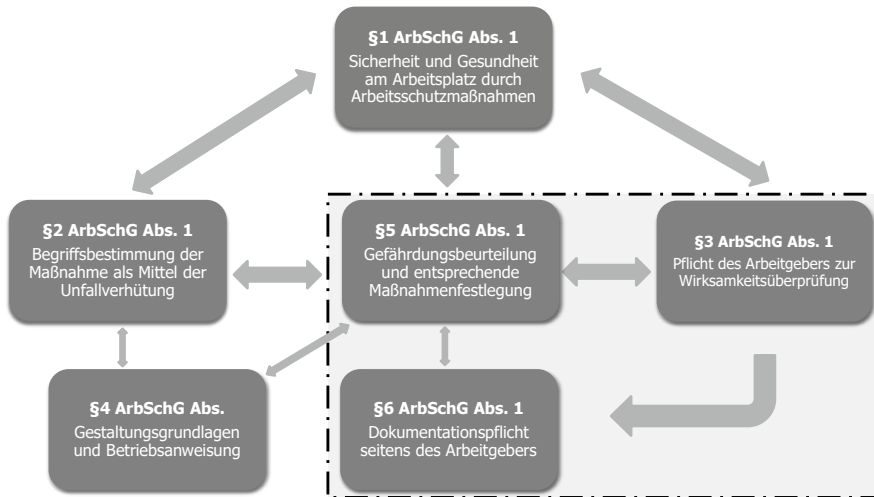 §1 ArbSchG Abs. 1
Sicherheit und Gesundheit
am Arbeitsplatz durch
Arbeitsschutzmaßnahmen
§2 ArbSchG Abs. 1
Begriffsbestimmung der
Maßnahme als Mittel der
Unfallverhütung
§5 ArbSchG Abs. 1
Gefährdungsbeurteilung
und entsprechende
Maßnahmenfestlegung
§3 ArbSchG Abs. 1
Pflicht des Arbeitgebers zur
Wirksamkeitsüberprüfung
§4 ArbSchG Abs.
Gestaltungsgrundlagen
und Betriebsanweisung
§6 ArbSchG Abs. 1
Dokumentationspflicht
seitens des Arbeitgebers